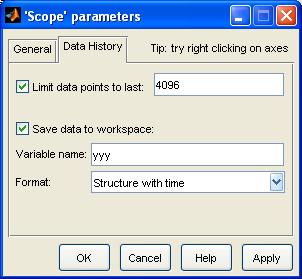 'Scope' parameters
General Data History Tip: try right clicking on axes
Limit data points to last: 4096
Save data to workspace:
Variable name: yyy
Format: Structure with time
OK Cancel Help Apply